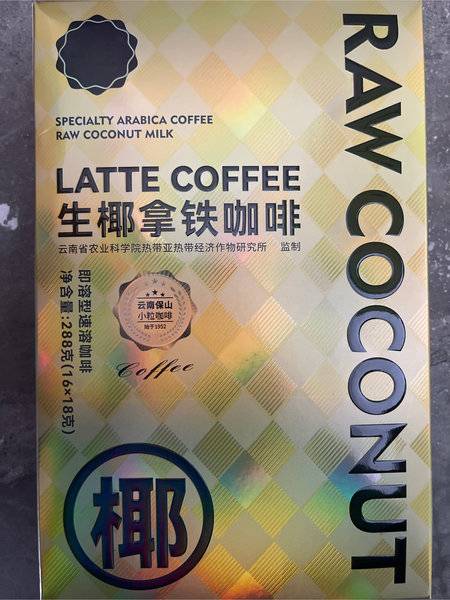 SPECIALTY ARABICA COFFEE
RAW COCONUT MILK
LATTE COFFEE
生椰拿铁咖啡
云南省农业科学院热带亚热带经济作物研究所 监制
云南保山
小粒咖啡
始于1952
Coffee
即溶型速溶咖啡
净含量:288克(16×18克)
椰
RAW COCONUT